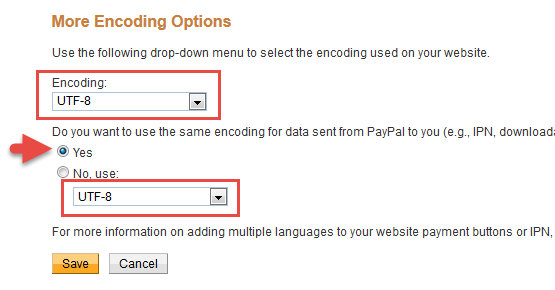 More Encoding Options
Use the following drop-down menu to select the encoding used on your website.
Encoding:
UTF-8
Do you want to use the same encoding for data sent from PayPal to you (e.g., IPN,
Yes
No, use:
UTF-8
For more information on adding multiple languages to your website payment buttons or IPN,
Save Cancel